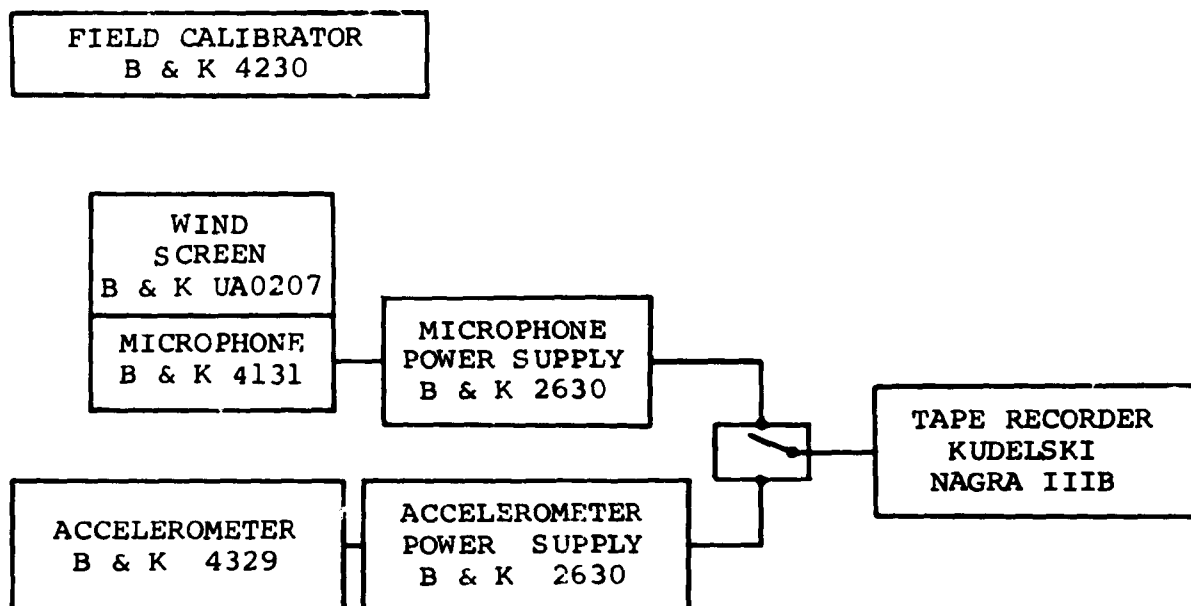 FIELD CALIBRATOR
B & K 4230
WIND
SCREEN
B & K UA0207
MICROPHONE
B & K 4131
MICROPHONE
POWER SUPPLY
B & K 2630
TAPE RECORDER
KUDELSKI
NAGRA IIIB
ACCELEROMETER
B & K 4329
ACCELEROMETER
POWER SUPPLY
B & K 2630